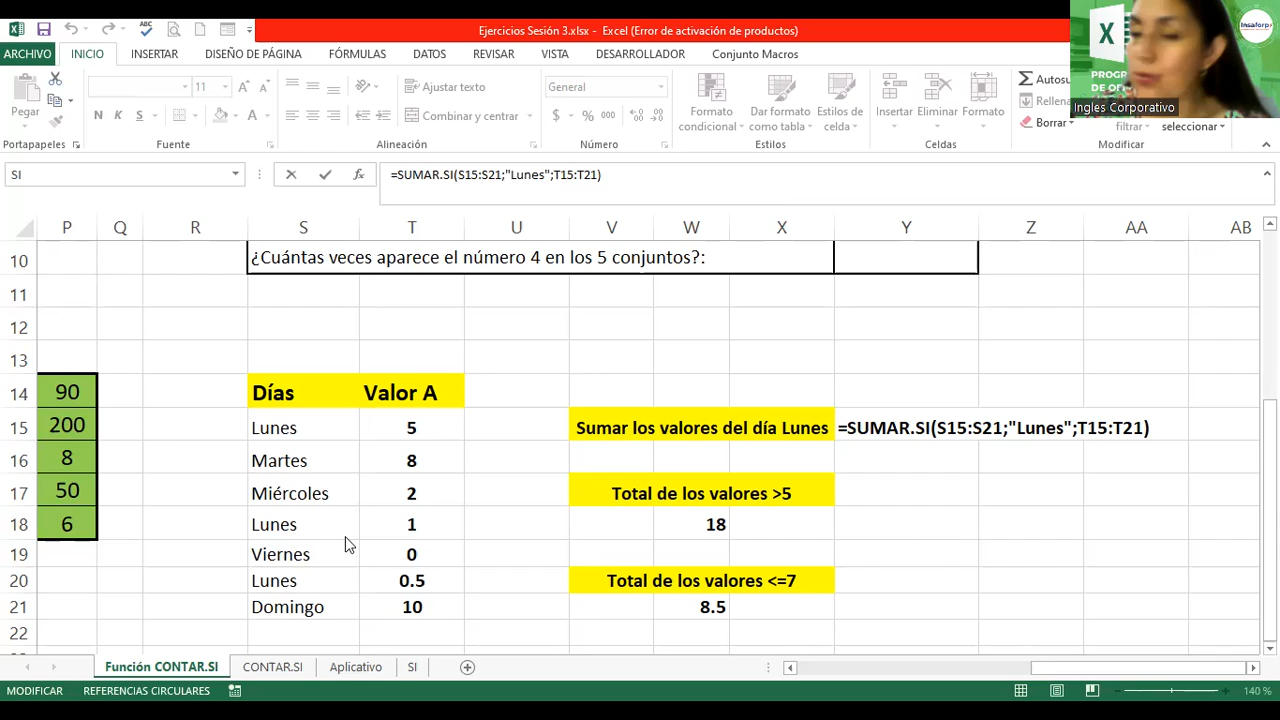 Ejercicios Sesión 3.xlsx - Excel (Error de activación de productos)
ARCHIVO INICIO INSERTAR DISEÑO DE PÁGINA FÓRMULAS DATOS REVISAR VISTA DESARROLLADOR Conjunto Macros
Insaforp
PROGR
DE OF
Ingles Corporativo
Pegar
11
Ajustar texto
Combinar y centrar
General
Formato condicional
Dar formato como tabla
Estilos de celda
Insertar Eliminar Formato
Autosu
Rellena
Borrar
filtrar
seleccionar
N K S
$ % 000
Portapapeles Fuente Alineación Número Estilos Celdas Modificar
SI =SUMAR.SI(S15:S21;"Lunes";T15:T21)
P Q R S T U V W X Y Z AA AB
10 ¿Cuántas veces aparece el número 4 en los 5 conjuntos?:
11
12
13
14 90 Días Valor A
15 200 Lunes 5 Sumar los valores del día Lunes =SUMAR.SI(S15:S21;"Lunes";T15:T21)
16 8 Martes 8
17 50 Miércoles 2 Total de los valores >5
18 6 Lunes 1 18
19 Viernes 0
20 Lunes 0.5 Total de los valores <=7
21 Domingo 10 8.5
22
Función CONTAR.SI CONTAR.SI Aplicativo SI
MODIFICAR REFERENCIAS CIRCULARES 140 %